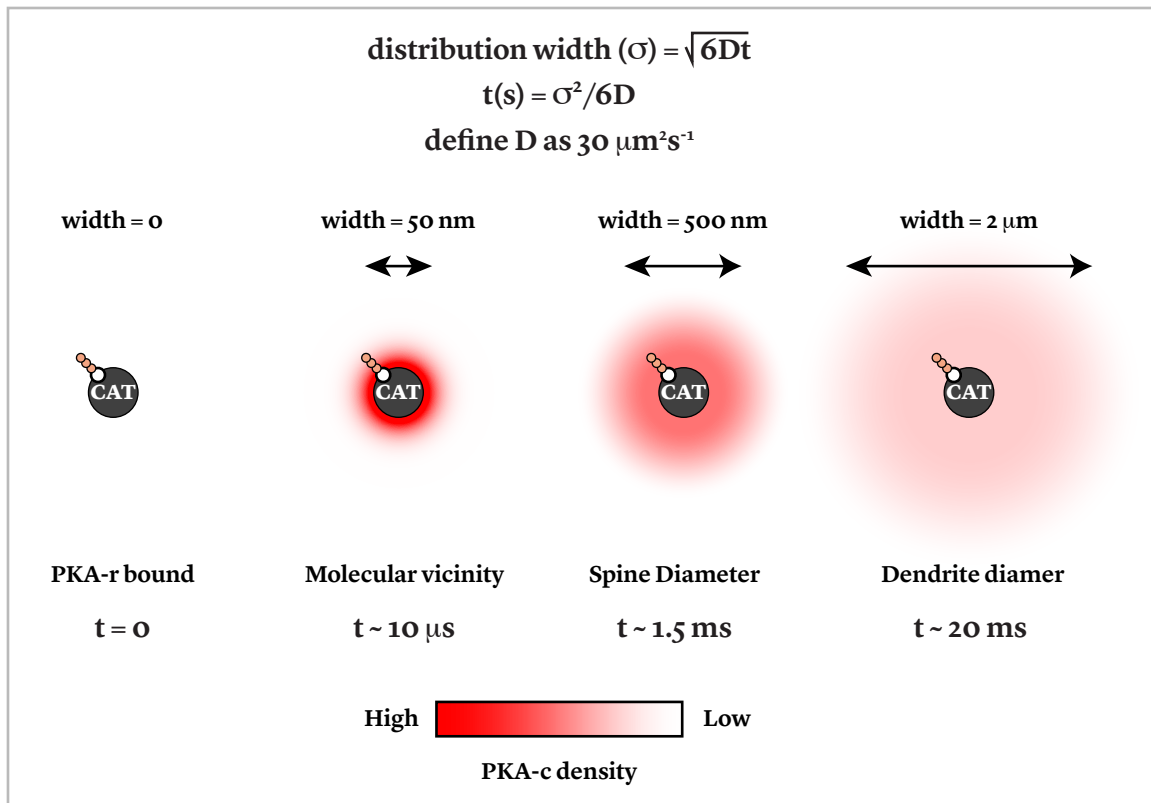 distribution width (σ) = √6Dt
t(s) = σ²/6D
define D as 30 μm²s⁻¹
width = 0
width = 50 nm
width = 500 nm
width = 2 μm
CAT
CAT
CAT
CAT
PKA-r bound
Molecular vicinity
Spine Diameter
Dendrite diamer
t = 0
t ~ 10 μs
t ~ 1.5 ms
t ~ 20 ms
High
Low
PKA-c density